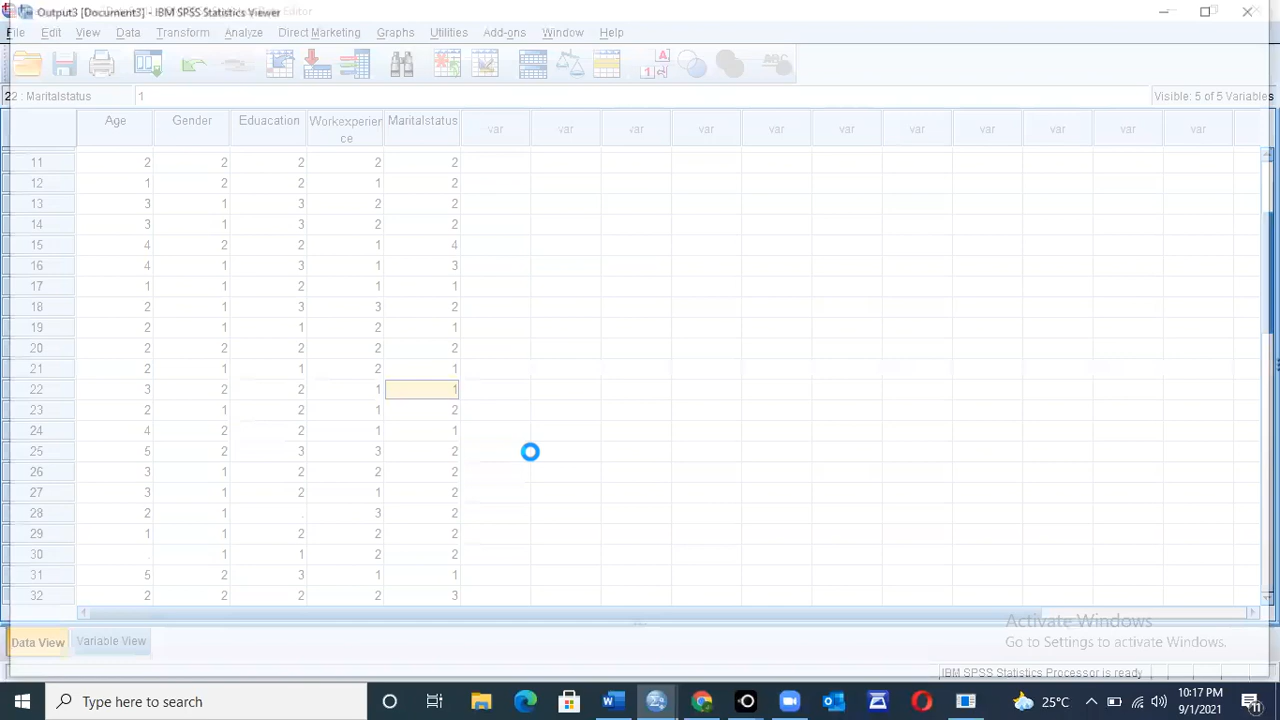 Output3 [Document3] - IBM SPSS Statistics Viewer
File Edit View Data Transform Analyze Direct Marketing Graphs Utilities Add-ons Window Help
22 : Maritalstatus 1 Visible: 5 of 5 Variables
Age Gender Eduacation Workexperien Maritalstatus var var var var var var var var var var var
ce
11 2 2 2 2 2
12 1 2 2 1 2
13 3 1 3 2 2
14 3 1 3 2 2
15 4 2 2 1 4
16 4 1 3 1 3
17 1 1 2 1 1
18 2 1 3 3 2
19 2 1 1 2 1
20 2 2 2 2 2
21 2 1 1 2 1
22 3 2 2 1 1
23 2 1 2 1 2
24 4 2 2 1 1
25 5 2 3 3 2
26 3 1 2 2 2
27 3 1 2 1 2
28 2 1 . 3 2
29 1 1 2 2 2
30 . 1 1 2 2
31 5 2 3 1 1
32 2 2 2 2 3
Activate Windows
Data View Variable View Go to Settings to activate Windows.
IBM SPSS Statistics Processor is ready
Type here to search 25°C 10:17 PM
9/1/2021 11